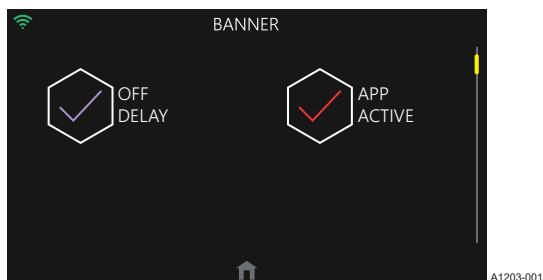 BANNER
OFF
DELAY
APP
ACTIVE
A1203-001